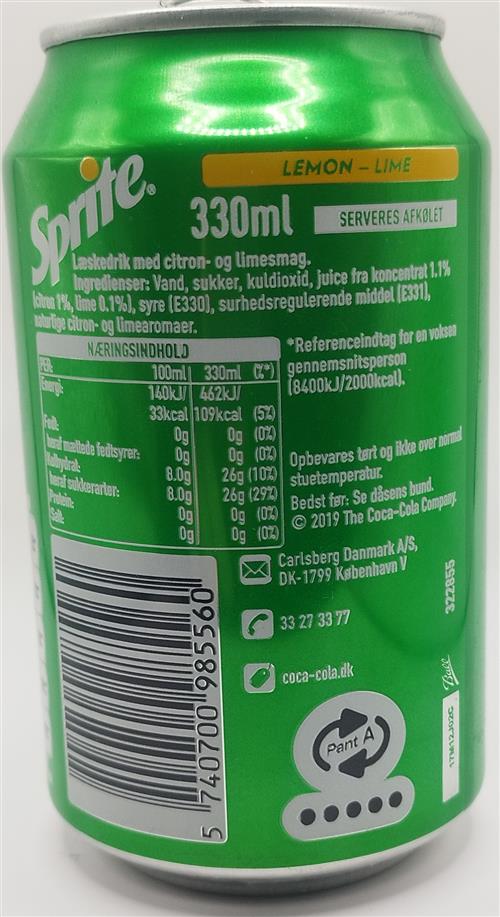 LEMON – LIME
Sprite®
330ml
SERVERES AFKØLET
Læskedrik med citron- og limesmag.
Ingredienser: Vand, sukker, kuldioxid, juice fra koncentrat 1.1%
(citron 1%, lime 0.1%), syre (E330), surhedsregulerende middel (E331),
naturlige citron- og limearomaer.
NÆRINGSINDHOLD
PER: 100ml 330ml (%*)
Energi: 140kJ/ 462kJ/
33kcal 109kcal (5%)
Fedt: 0g 0g (0%)
heraf mættede fedtsyrer: 0g 0g (0%)
Kulhydrat: 8.0g 26g (10%)
heraf sukkerarter: 8.0g 26g (29%)
Protein: 0g 0g (0%)
Salt: 0g 0g (0%)
*Referenceindtag for en voksen
gennemsnitsperson
(8400kJ/2000kcal).
Opbevares tørt og ikke over normal
stuetemperatur.
Bedst før: Se dåsens bund.
© 2019 The Coca-Cola Company.
Carlsberg Danmark A/S,
DK-1799 København V
33 27 33 77
coca-cola.dk
5 740700 985560
Pant A
322855
Ball
17M12J02C